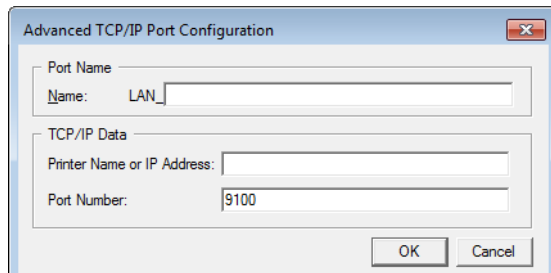 Advanced TCP/IP Port Configuration
Port Name
Name: LAN_
TCP/IP Data
Printer Name or IP Address:
Port Number: 9100
OK Cancel